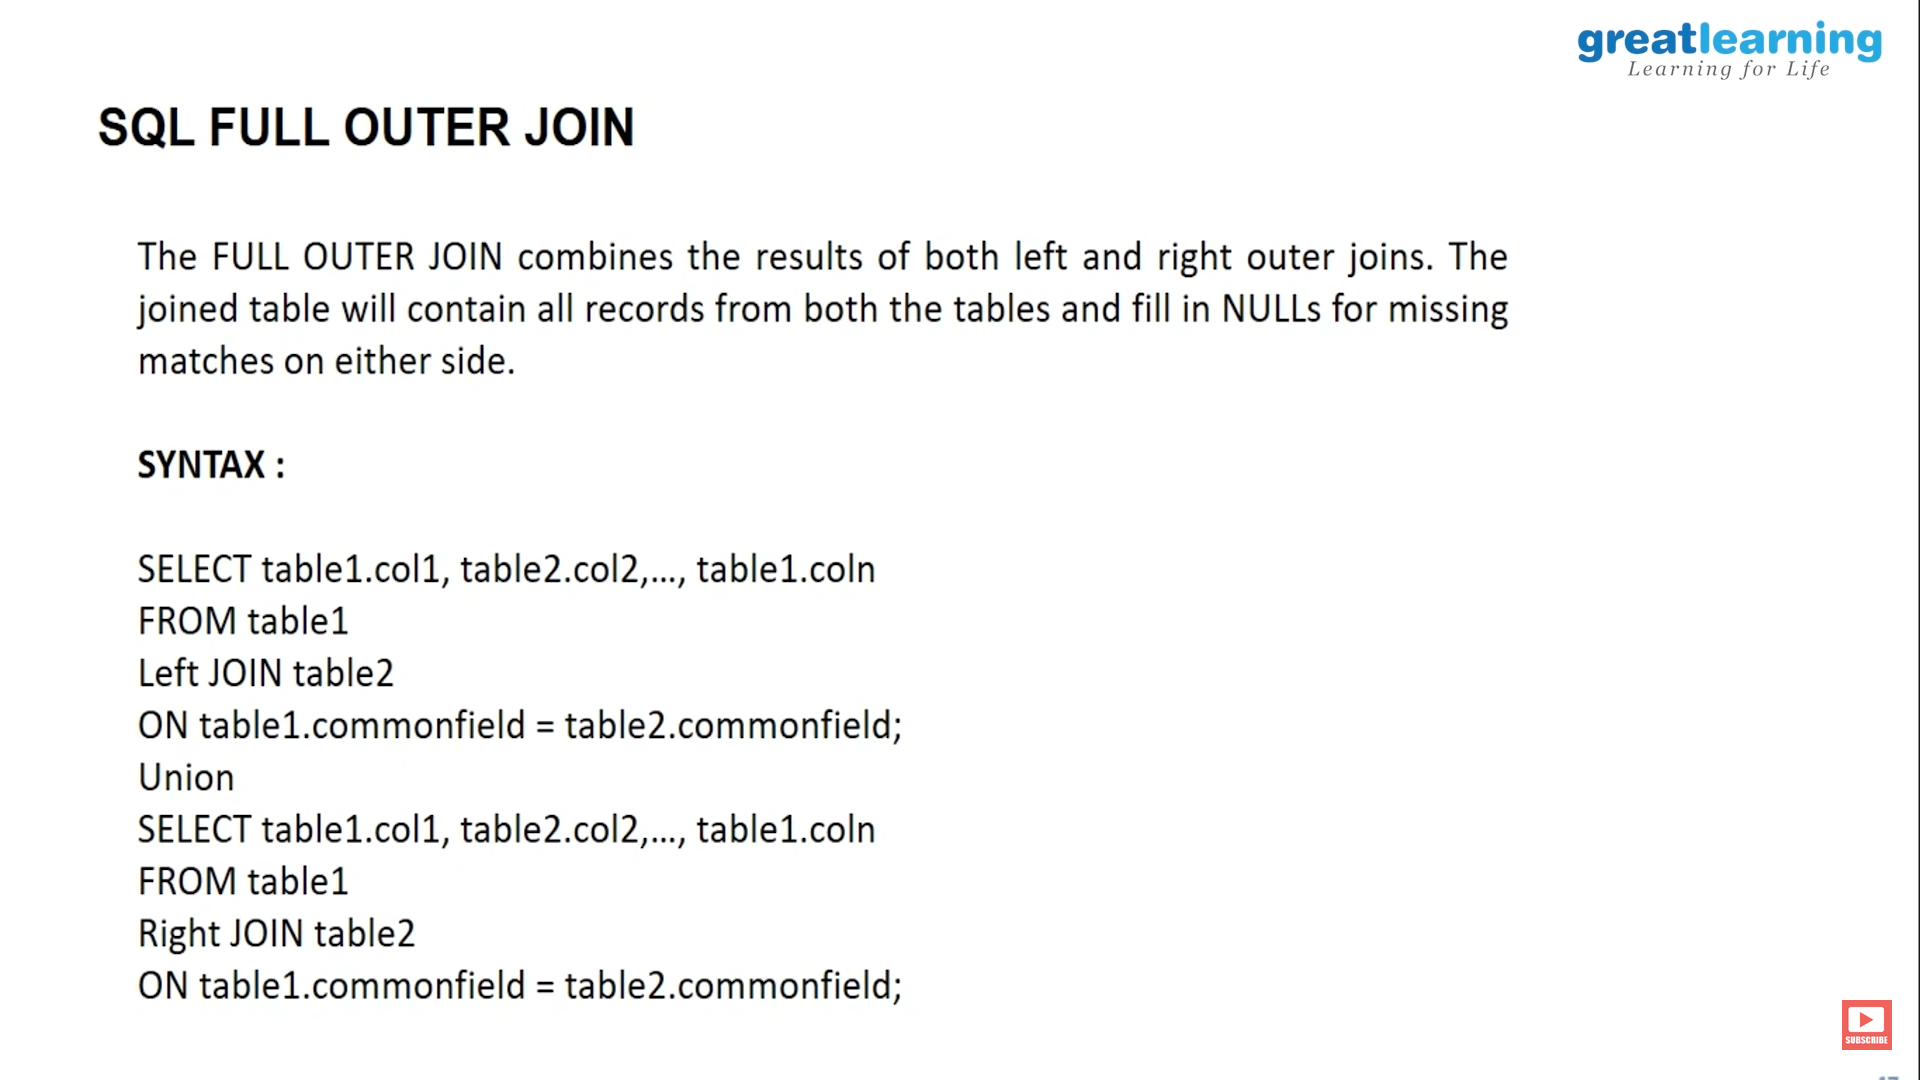 greatlearning
Learning for Life
SQL FULL OUTER JOIN
The FULL OUTER JOIN combines the results of both left and right outer joins. The
joined table will contain all records from both the tables and fill in NULLs for missing
matches on either side.
SYNTAX :
SELECT table1.col1, table2.col2,..., table1.coln
FROM table1
Left JOIN table2
ON table1.commonfield = table2.commonfield;
Union
SELECT table1.col1, table2.col2,..., table1.coln
FROM table1
Right JOIN table2
ON table1.commonfield = table2.commonfield;
SUBSCRIBE